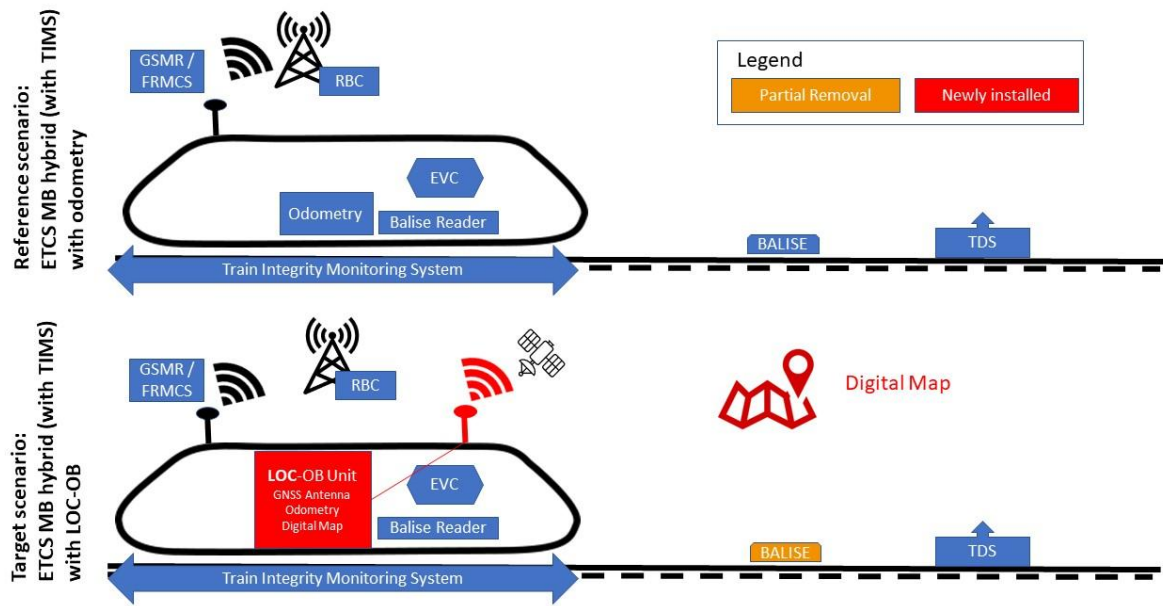 Reference scenario:
ETCS MB hybrid (with TIMS)
with odometry
GSMR /
FRMCS
RBC
EVC
Odometry
Balise Reader
Train Integrity Monitoring System
Legend
Partial Removal
Newly installed
BALISE
TDS
Target scenario:
ETCS MB hybrid (with TIMS)
with LOC-OB
GSMR /
FRMCS
RBC
LOC-OB Unit
GNSS Antenna
Odometry
Digital Map
EVC
Balise Reader
Train Integrity Monitoring System
Digital Map
BALISE
TDS